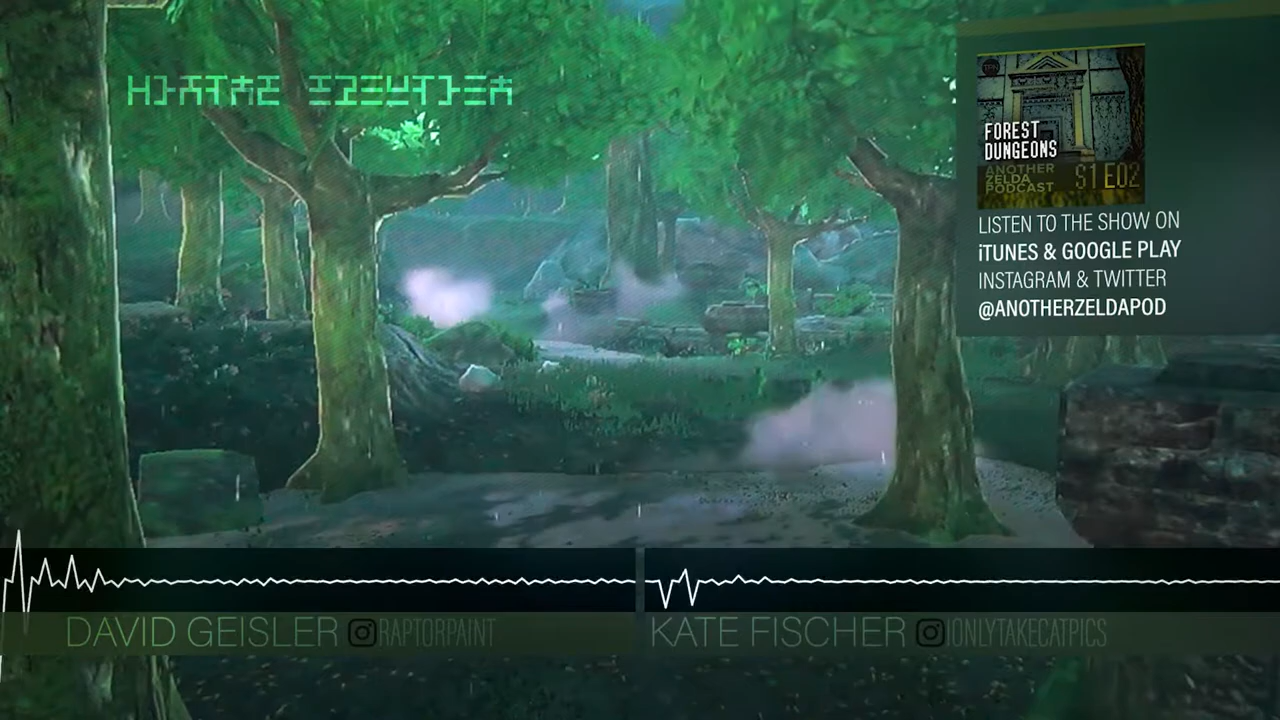 FOREST
DUNGEONS
ANOTHER
ZELDA
PODCAST
S1 E02
LISTEN TO THE SHOW ON
iTUNES & GOOGLE PLAY
INSTAGRAM & TWITTER
@ANOTHERZELDAPOD
DAVID GEISLER RAPTORPAINT
KATE FISCHER IONLYTAKECATPICS